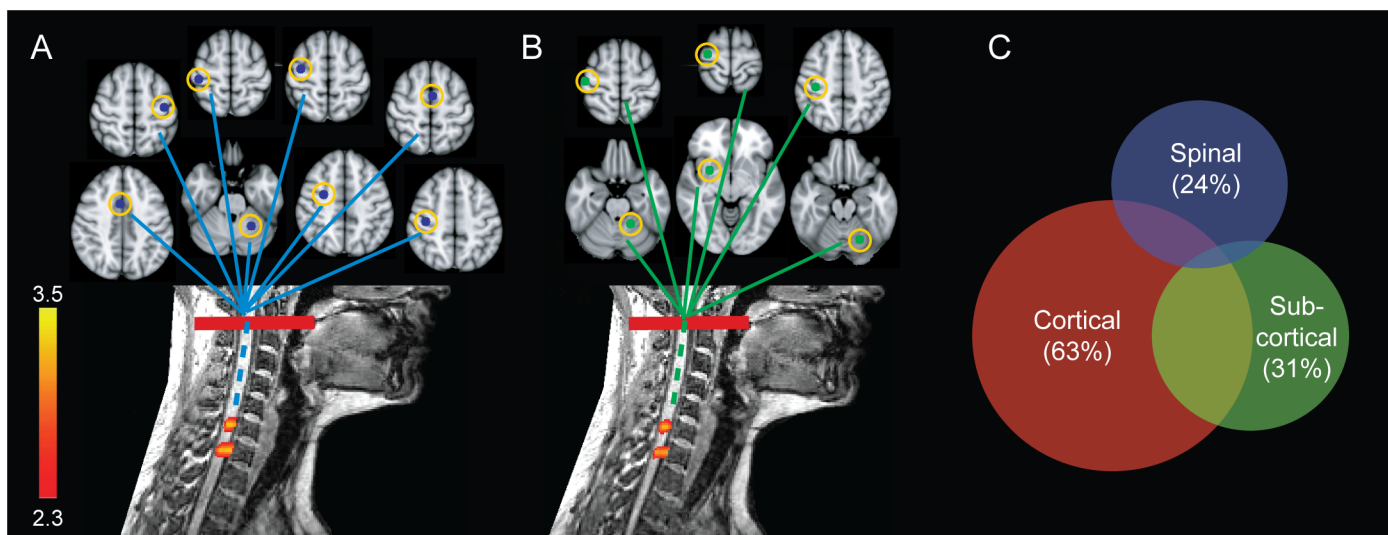 A
B
C
3.5
2.3
Spinal
(24%)
Cortical
(63%)
Sub-
cortical
(31%)